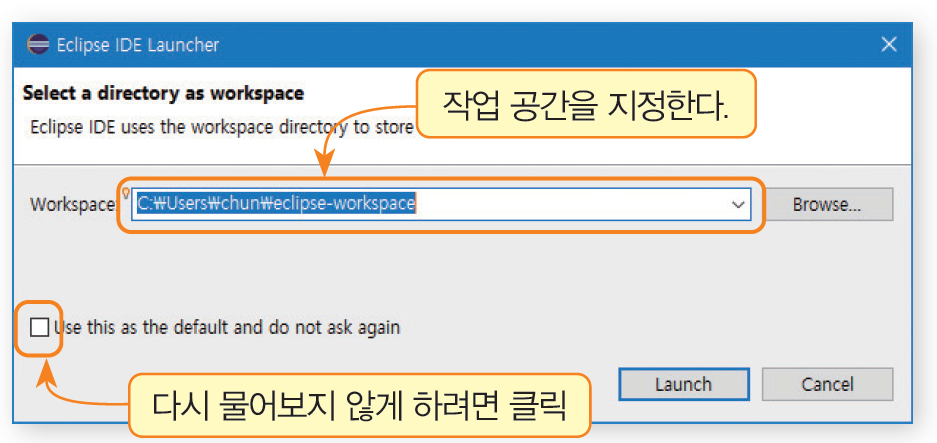 Eclipse IDE Launcher
Select a directory as workspace
작업 공간을 지정한다.
Eclipse IDE uses the workspace directory to store
Workspace
C:₩Users₩chun₩eclipse-workspace
Browse...
Use this as the default and do not ask again
다시 물어보지 않게 하려면 클릭
Launch
Cancel